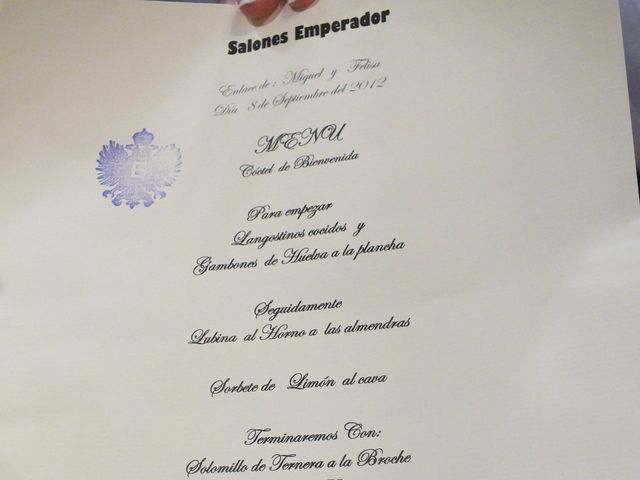 Salones Emperador
Enlace de : Miguel y Felisa
Día 8 de Septiembre del 2012
MENU
Cóctel de Bienvenida
Para empezar
Langostinos cocidos y
Gambones de Huelva a la plancha
Seguidamente
Lubina al Horno a las almendras
Sorbete de Limón al cava
Terminaremos Con:
Solomillo de Ternera a la Broche